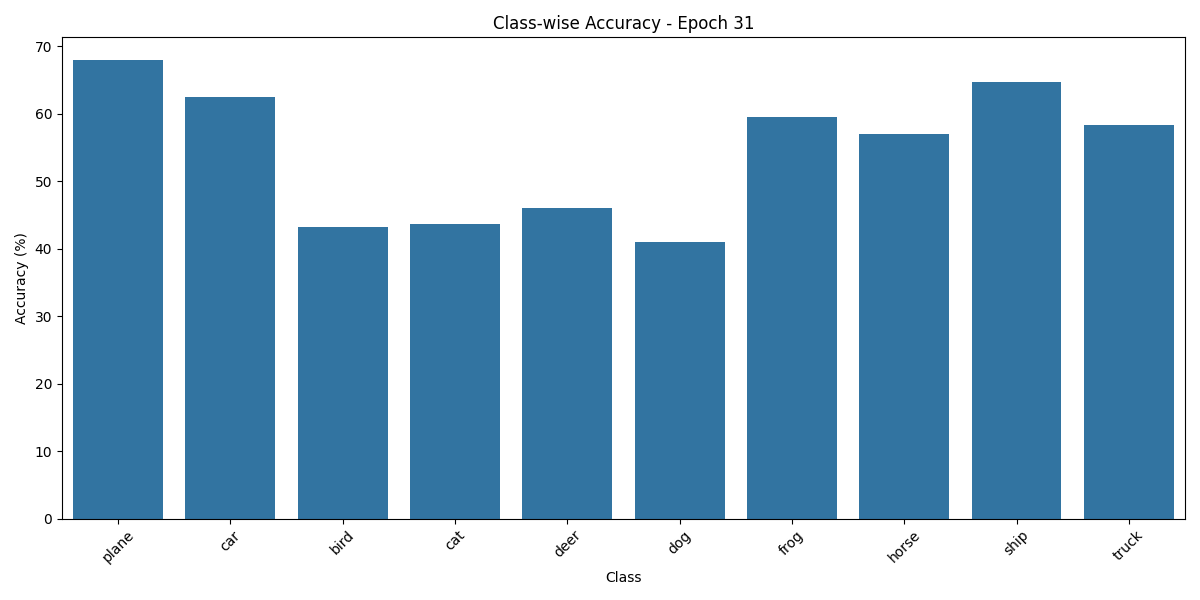 Class-wise Accuracy - Epoch 31
70
60
50
40
30
20
10
0
Accuracy (%)
plane
car
bird
cat
deer
dog
frog
horse
ship
truck
Class